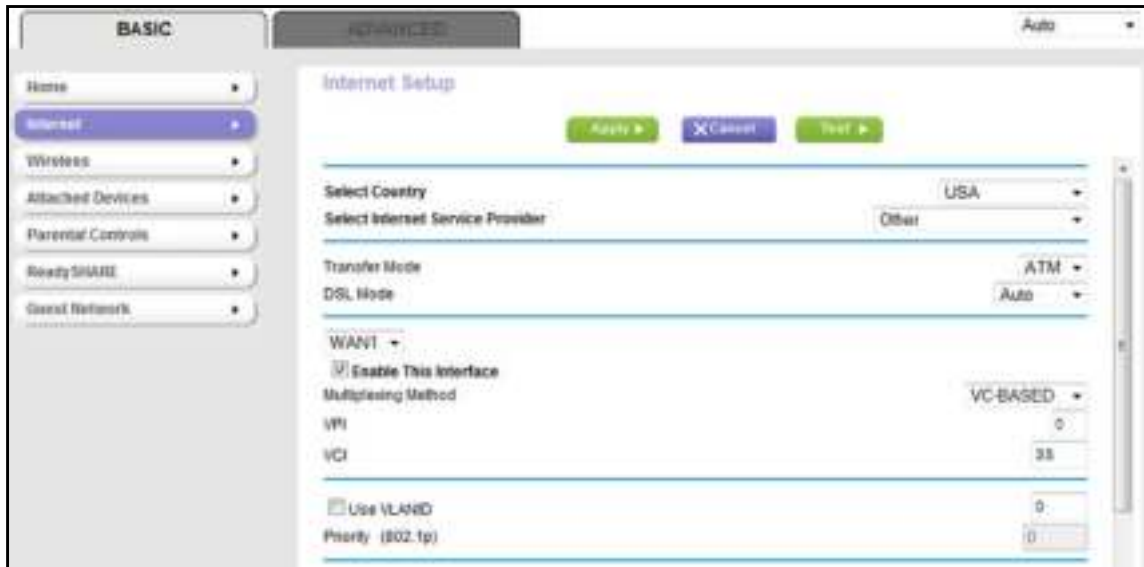 BASIC
ADVANCED
Auto
Home
Internet
Wireless
Attached Devices
Parental Controls
ReadySHARE
Guest Network
Internet Setup
Apply
Cancel
Test
Select Country USA
Select Internet Service Provider Other
Transfer Mode ATM
DSL Mode Auto
WAN1
Enable This Interface
Multiplexing Method VC-BASED
VPI 0
VCI 35
Use VLANID 0
Priority (802.1p) 0